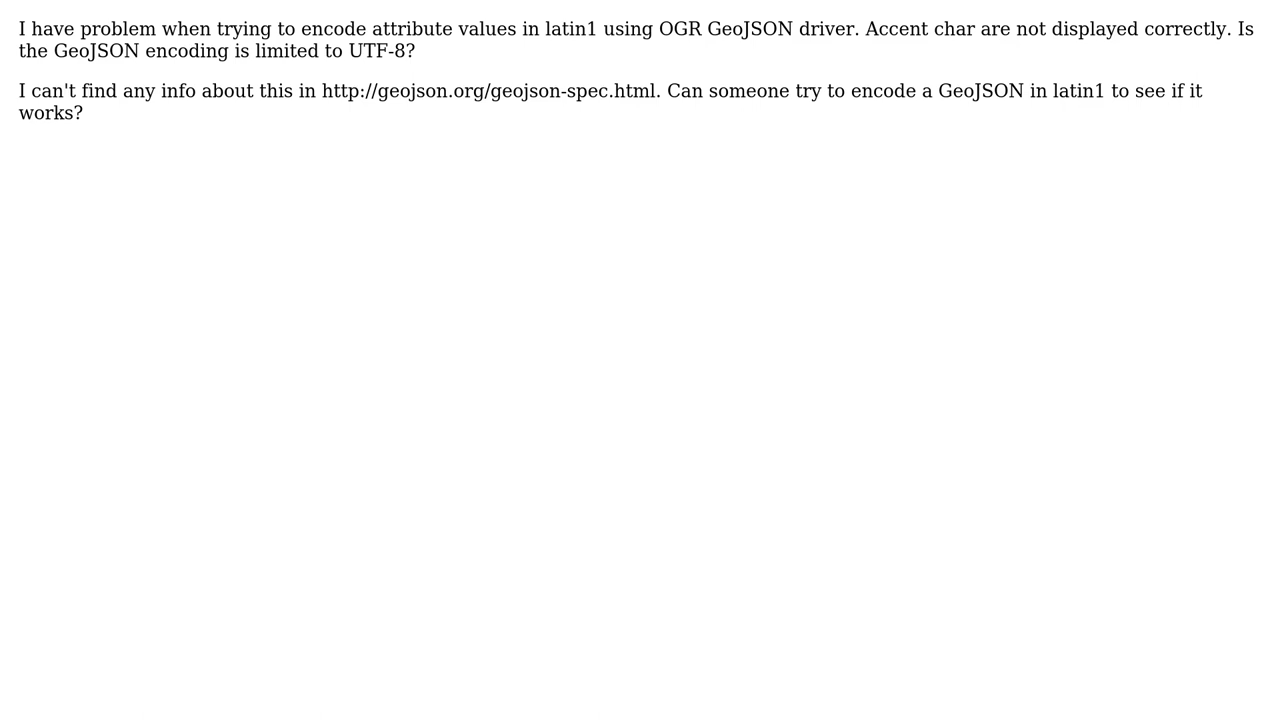 I have problem when trying to encode attribute values in latin1 using OGR GeoJSON driver. Accent char are not displayed correctly. Is
the GeoJSON encoding is limited to UTF-8?
I can't find any info about this in http://geojson.org/geojson-spec.html. Can someone try to encode a GeoJSON in latin1 to see if it
works?